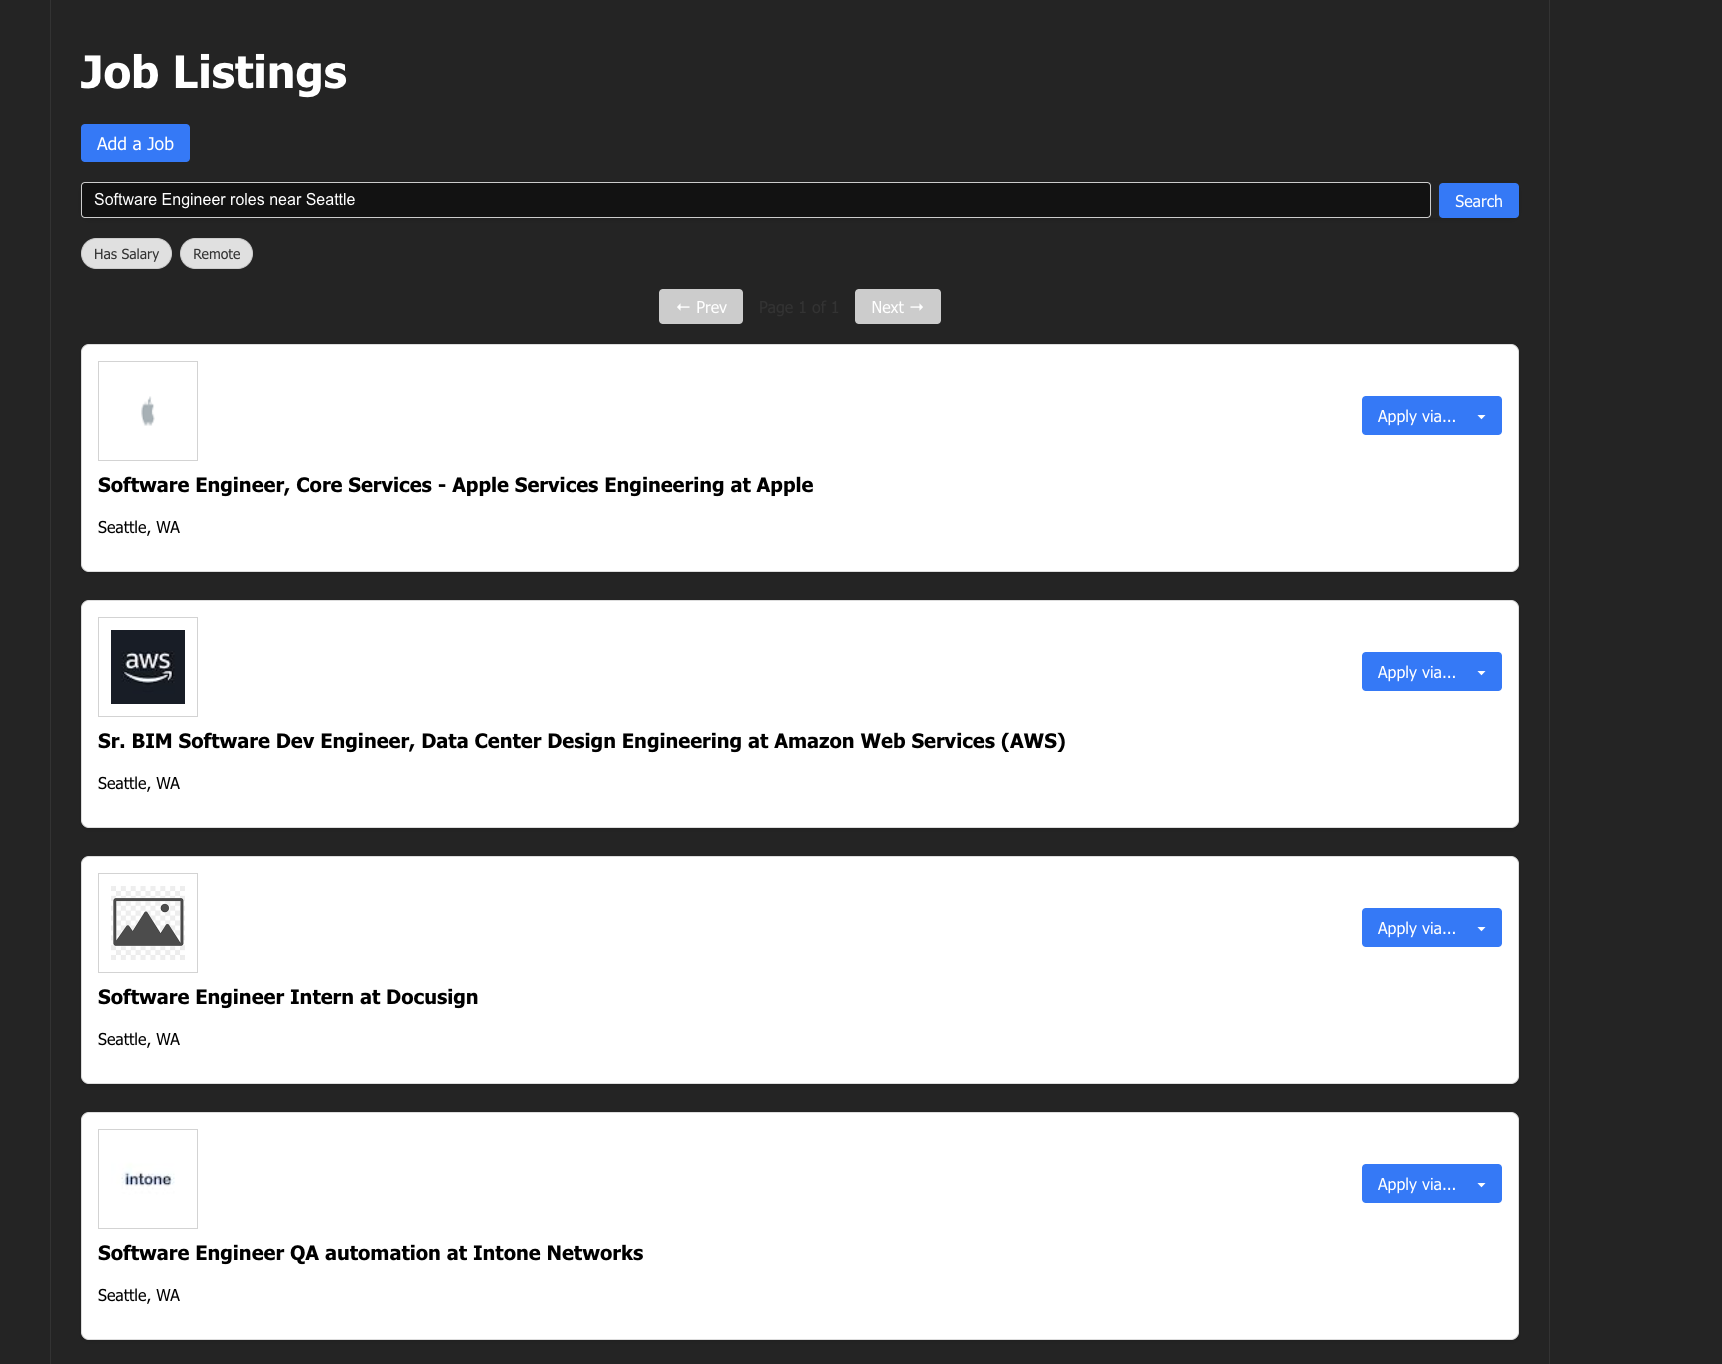 Job Listings
Add a Job
Software Engineer roles near Seattle
Search
Has Salary
Remote
← Prev
Page 1 of 1
Next →
Apply via...
Software Engineer, Core Services - Apple Services Engineering at Apple
Seattle, WA
aws
Apply via...
Sr. BIM Software Dev Engineer, Data Center Design Engineering at Amazon Web Services (AWS)
Seattle, WA
Apply via...
Software Engineer Intern at Docusign
Seattle, WA
intone
Apply via...
Software Engineer QA automation at Intone Networks
Seattle, WA